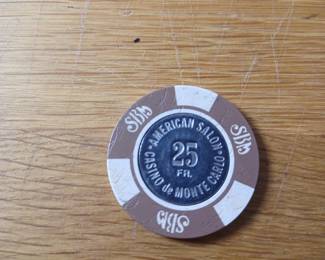 AMERICAN SALON
25
FR.
CASINO de MONTE CARLO
SBM
SBM
SBM